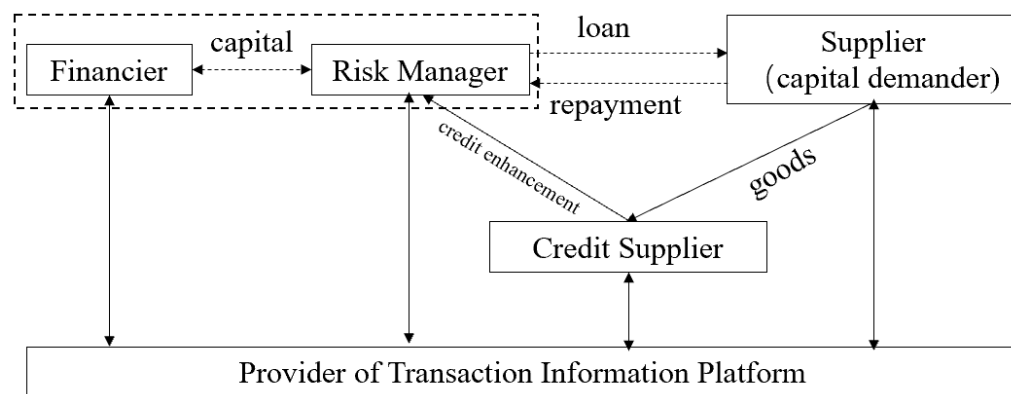 capital
loan
Financier
Risk Manager
Supplier
（capital demander)
repayment
credit enhancement
goods
Credit Supplier
Provider of Transaction Information Platform